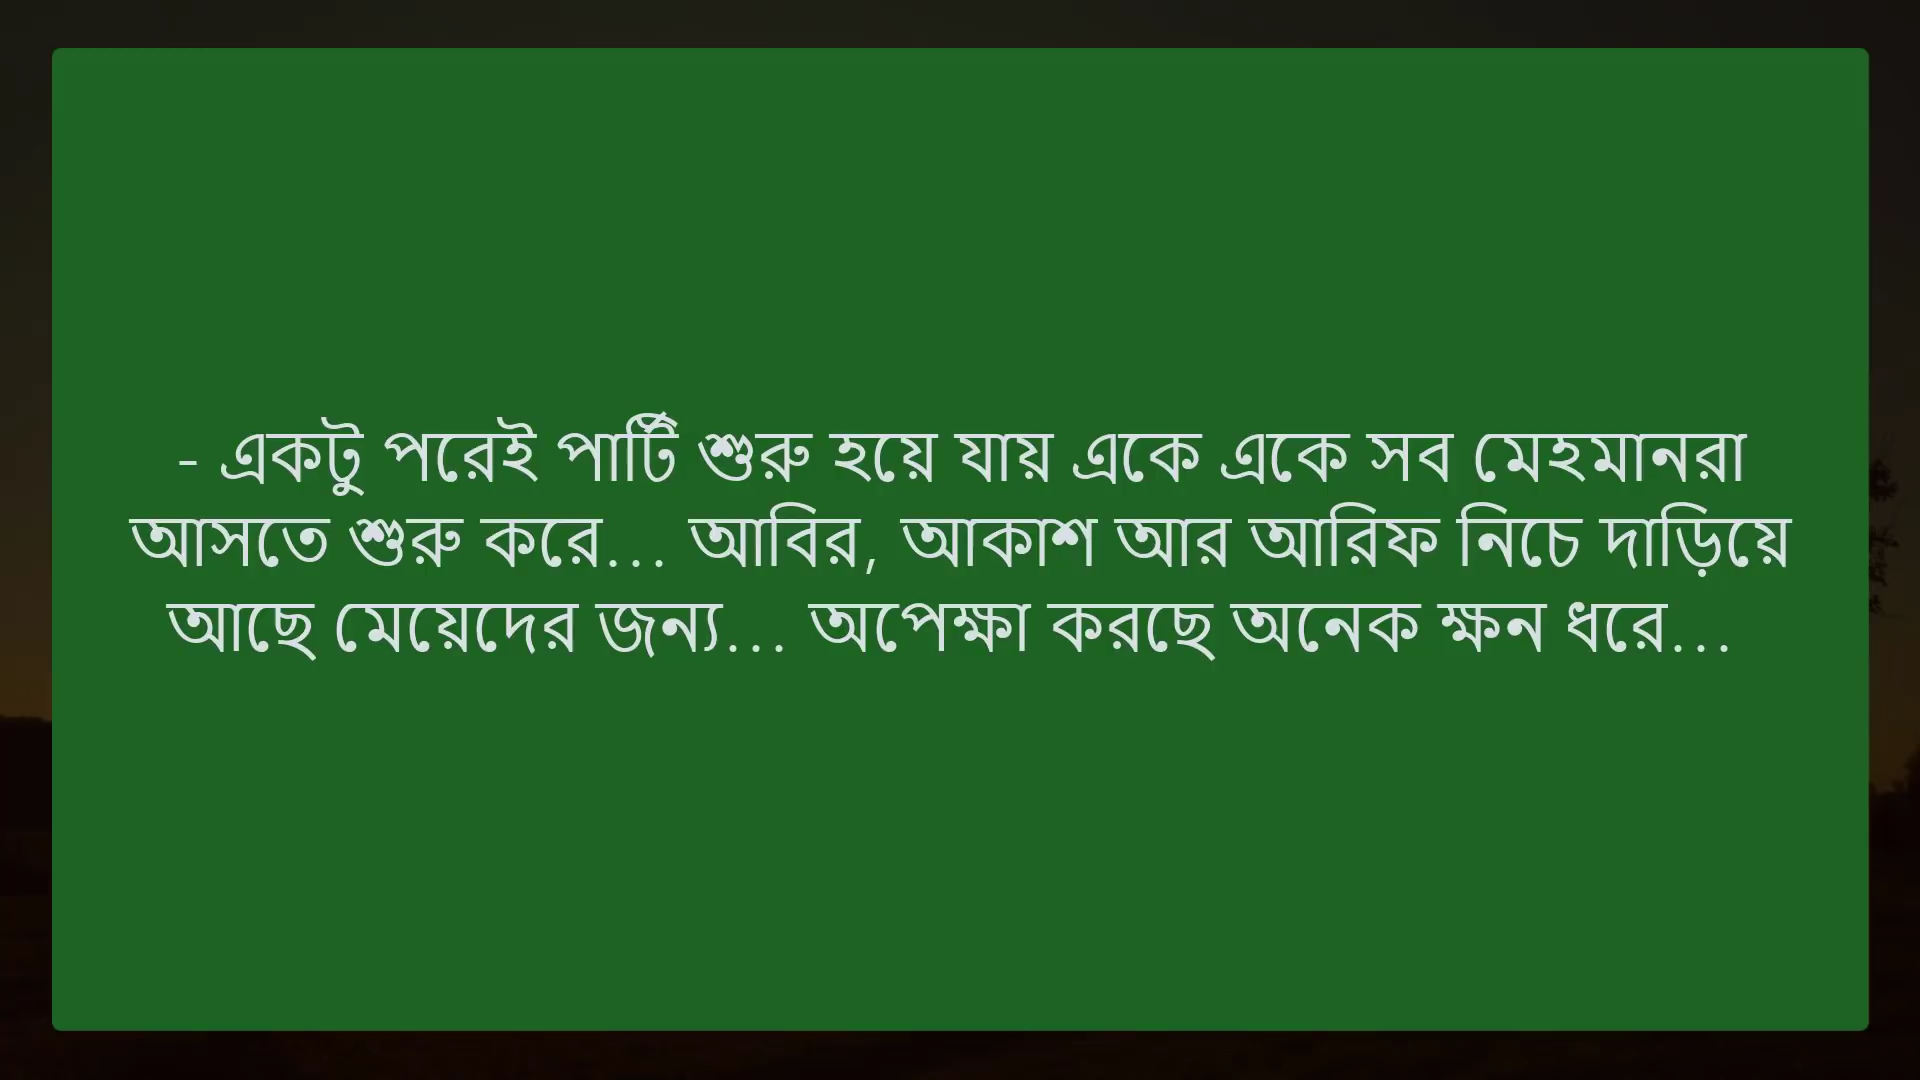 - একটু পরেই পার্টি শুরু হয়ে যায় একে একে সব মেহমানরা
আসতে শুরু করে... আবির, আকাশ আর আরিফ নিচে দাড়িয়ে
আছে মেয়েদের জন্য... অপেক্ষা করছে অনেক ক্ষন ধরে...